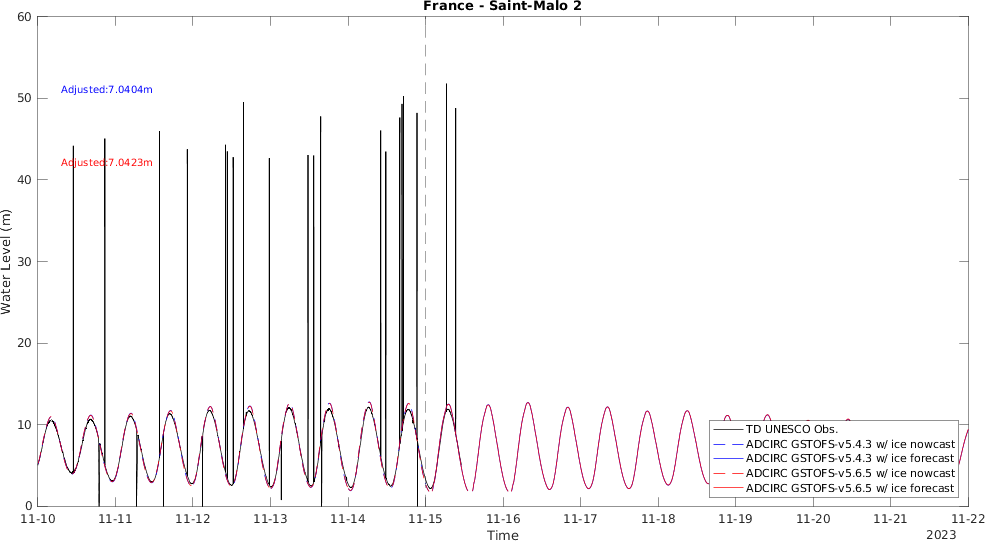 France - Saint-Malo 2
60
50
40
30
20
10
0
Water Level (m)
Adjusted:7.0404m
Adjusted:7.0423m
TD UNESCO Obs.
ADCIRC GSTOFS-v5.4.3 w/ ice nowcast
ADCIRC GSTOFS-v5.4.3 w/ ice forecast
ADCIRC GSTOFS-v5.6.5 w/ ice nowcast
ADCIRC GSTOFS-v5.6.5 w/ ice forecast
11-10 11-11 11-12 11-13 11-14 11-15 11-16 11-17 11-18 11-19 11-20 11-21 11-22
Time
2023